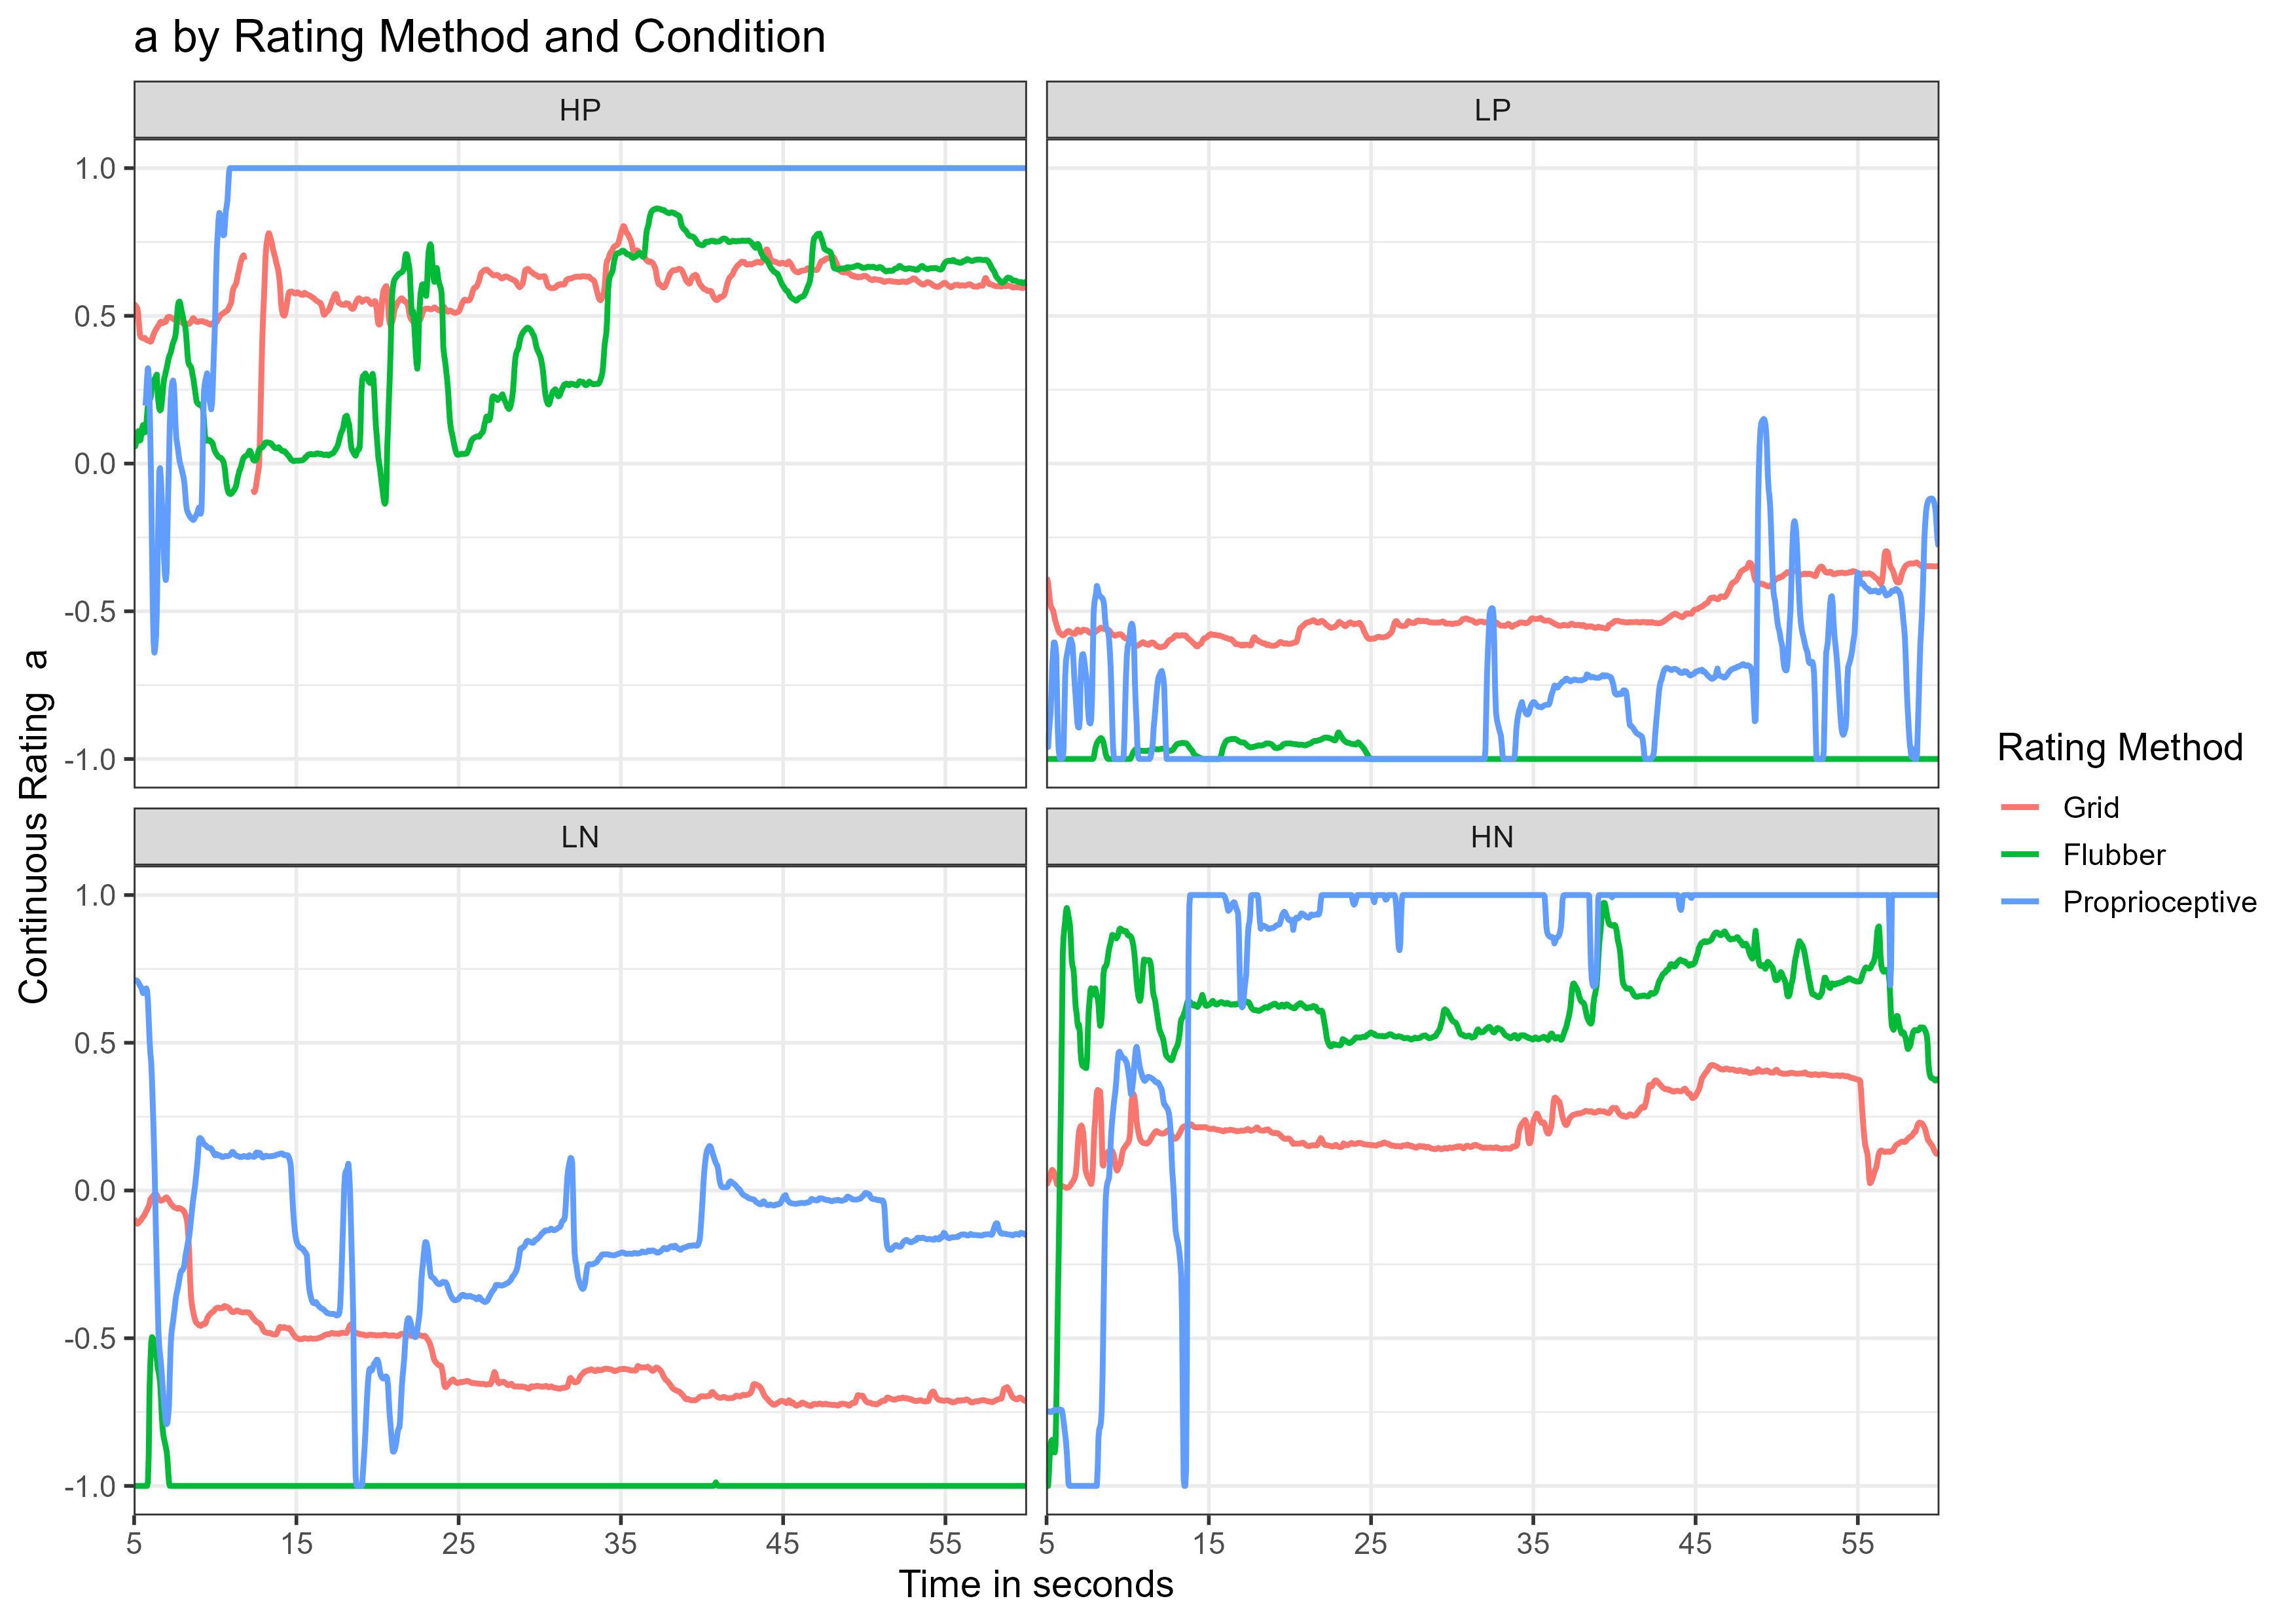 a by Rating Method and Condition
HP
LP
1.0
0.5
0.0
-0.5
-1.0
LN
HN
1.0
0.5
0.0
-0.5
-1.0
5 15 25 35 45 55
5 15 25 35 45 55
Time in seconds
Continuous Rating a
Rating Method
Grid
Flubber
Proprioceptive